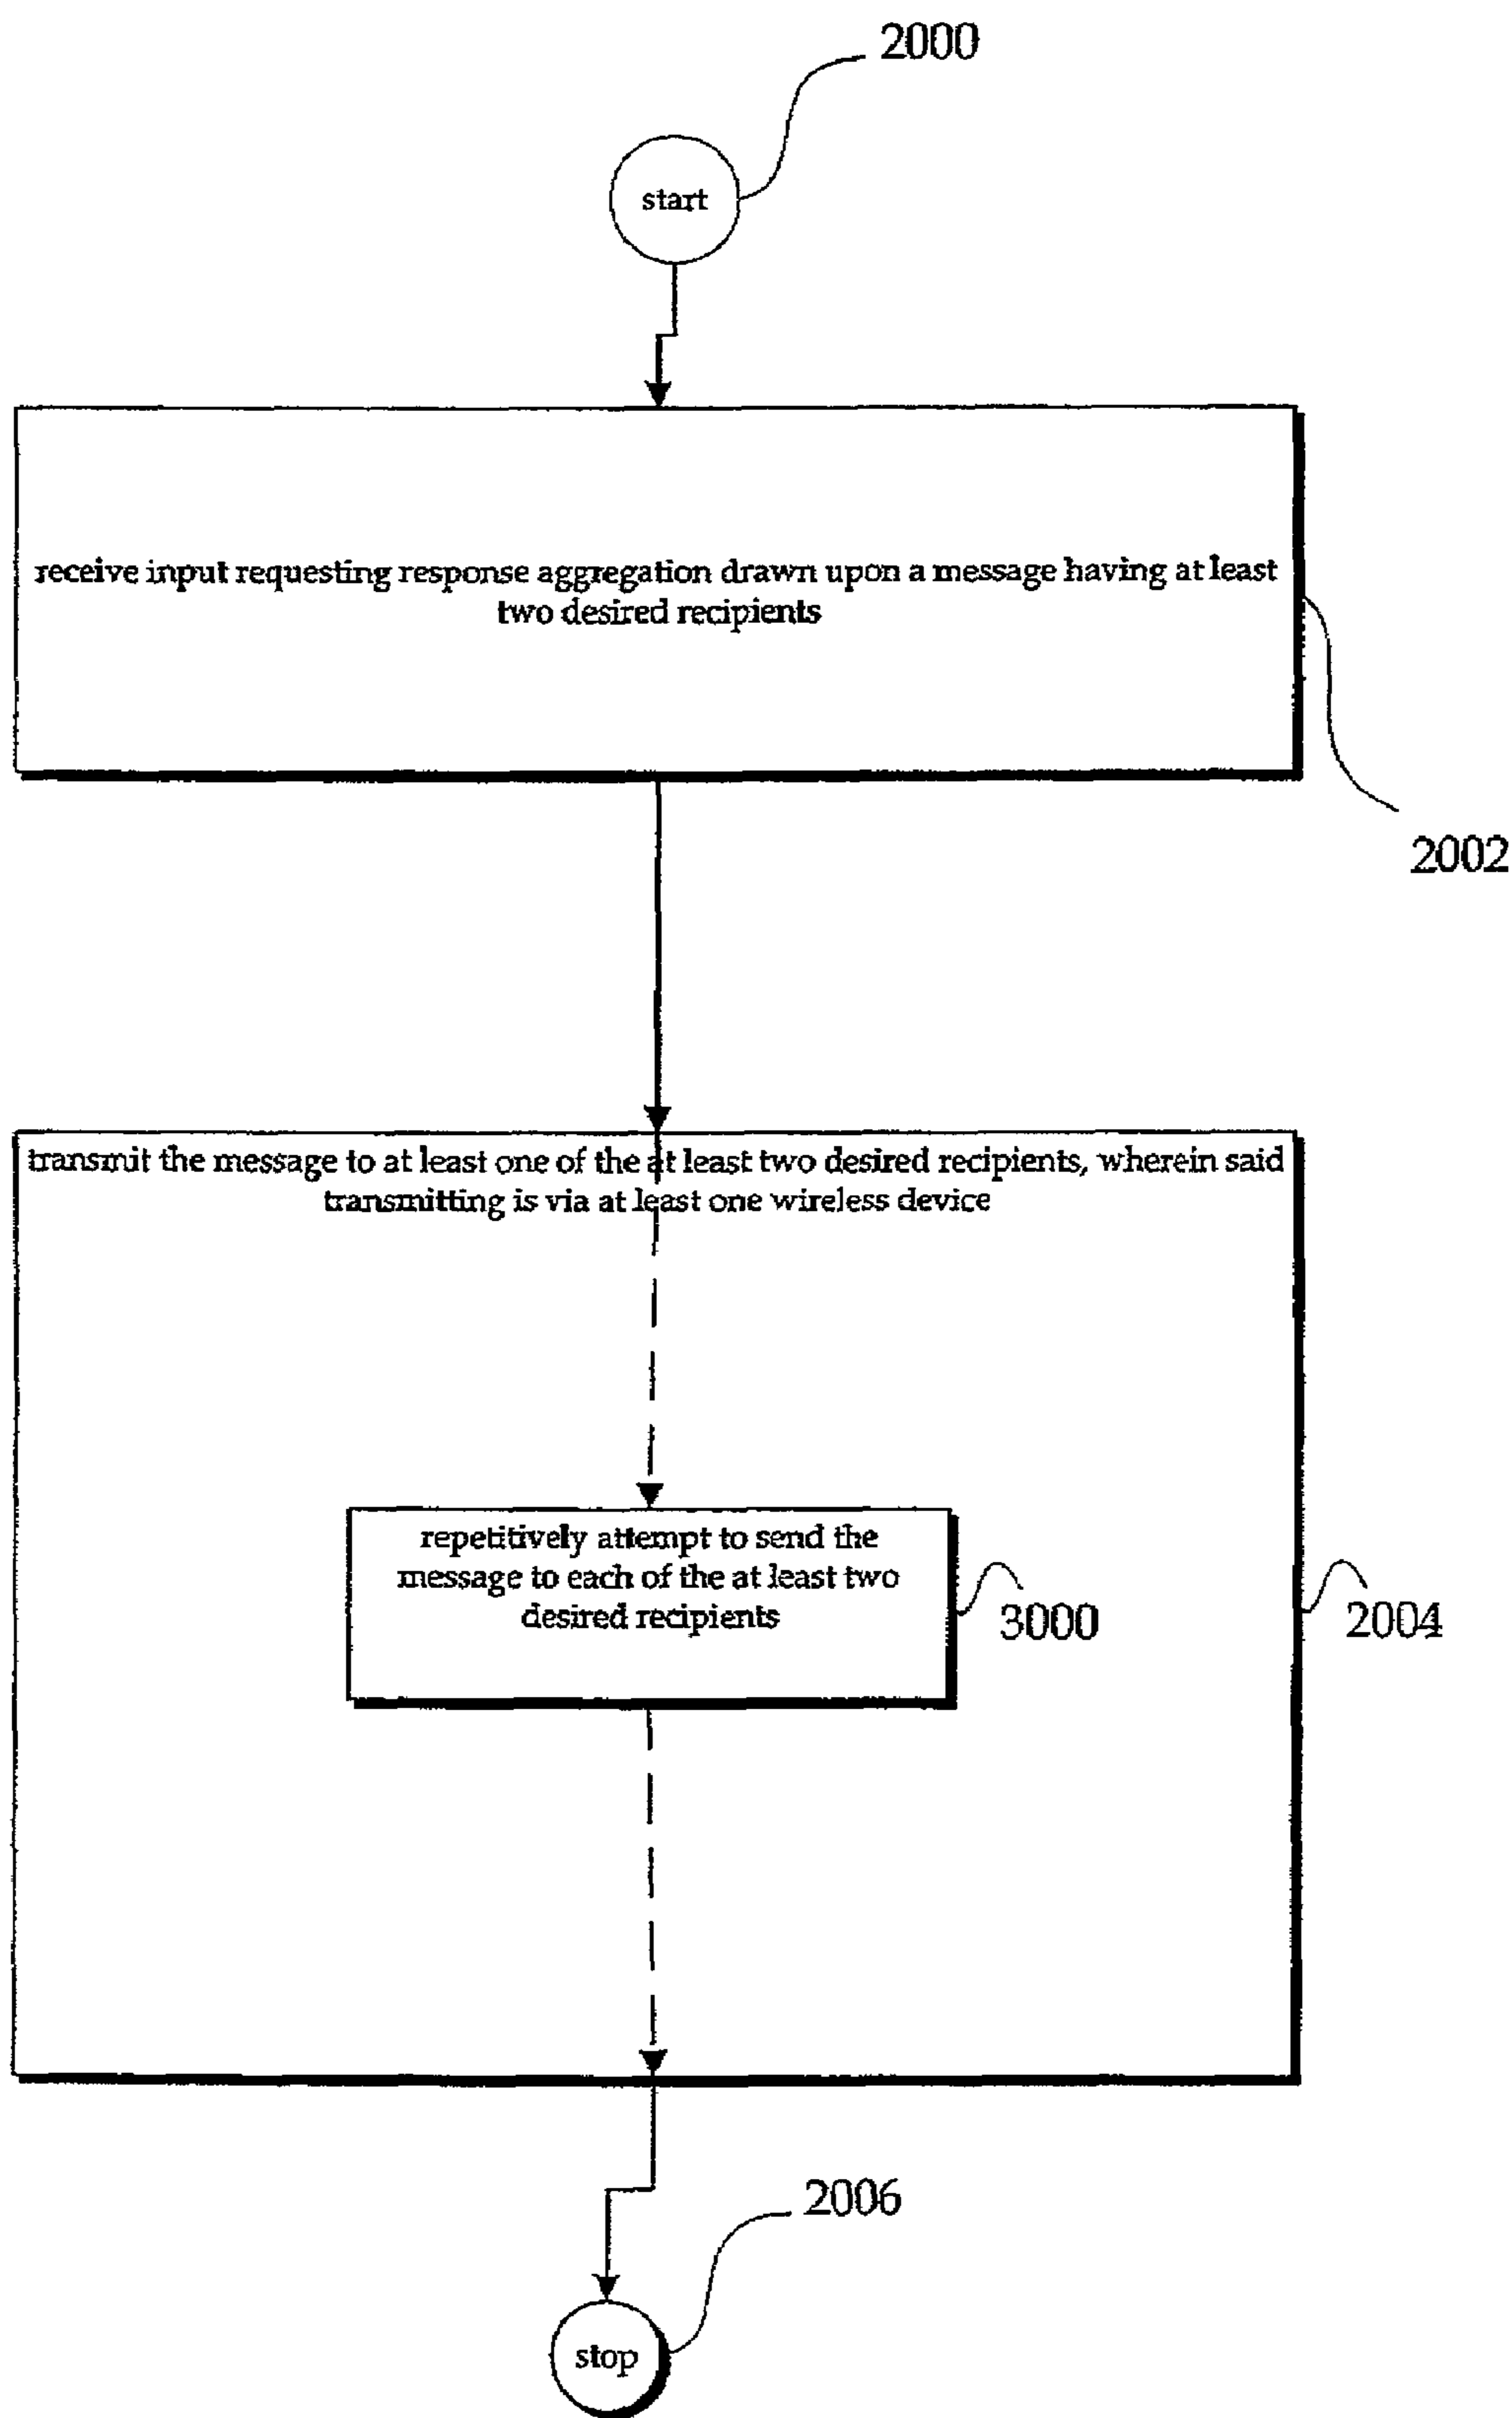 2000
start
receive input requesting response aggregation drawn upon a message having at least
two desired recipients
2002
transmit the message to at least one of the at least two desired recipients, wherein said
transmitting is via at least one wireless device
repetitively attempt to send the
message to each of the at least two
desired recipients
3000
2004
2006
stop